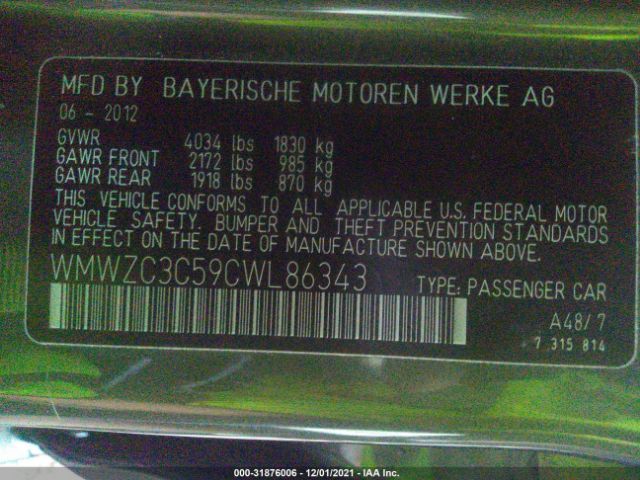 MFD BY BAYERISCHE MOTOREN WERKE AG
06 - 2012
GVWR 4034 lbs 1830 kg
GAWR FRONT 2172 lbs 985 kg
GAWR REAR 1918 lbs 870 kg
THIS VEHICLE CONFORMS TO ALL APPLICABLE U.S. FEDERAL MOTOR
VEHICLE SAFETY, BUMPER AND THEFT PREVENTION STANDARDS
IN EFFECT ON THE DATE OF MANUFACTURE SHOWN ABOVE.
WMWZC3C59CWL86343 TYPE: PASSENGER CAR
A48/7
7 315 814
000-31876006 - 12/01/2021 - IAA Inc.